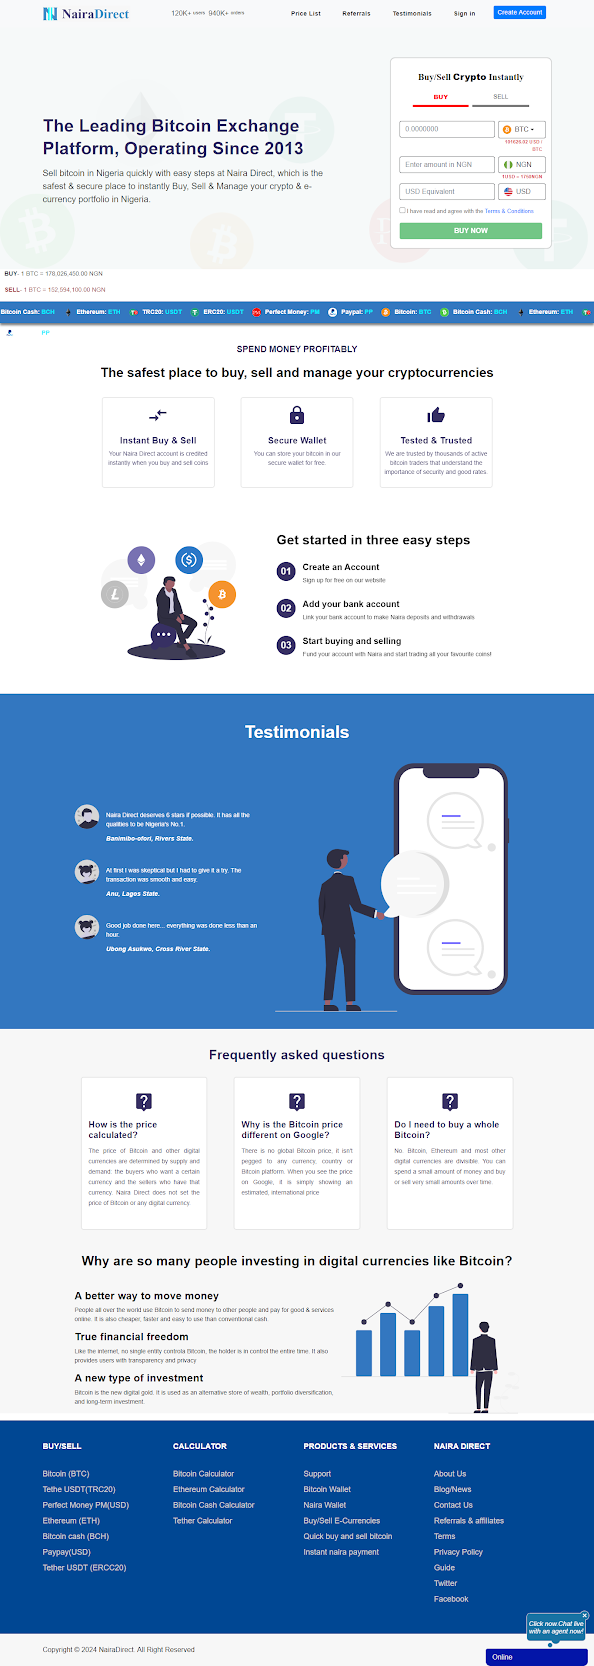 NairaDirect
120K+ users 940K+ orders
Price List
Referrals
Testimonials
Sign in
Create Account
The Leading Bitcoin Exchange
Platform, Operating Since 2013
Sell bitcoin in Nigeria quickly with easy steps at Naira Direct, which is the
safest & secure place to instantly Buy, Sell & Manage your crypto & e-
currency portfolio in Nigeria.
Buy/Sell Crypto Instantly
BUY
SELL
0.0000000
BTC
101626.02 USD /
BTC
Enter amount in NGN
NGN
1USD = 1750NGN
USD Equivalent
USD
I have read and agree with the Terms & Conditions
BUY NOW
BUY- 1 BTC = 178,026,450.00 NGN
SELL- 1 BTC = 152,594,100.00 NGN
Bitcoin Cash: BCH
Ethereum: ETH
TRC20: USDT
ERC20: USDT
Perfect Money: PM
Paypal: PP
Bitcoin: BTC
Bitcoin Cash: BCH
Ethereum: ETH
PP
SPEND MONEY PROFITABLY
The safest place to buy, sell and manage your cryptocurrencies
Instant Buy & Sell
Your Naira Direct account is credited
instantly when you buy and sell coins
Secure Wallet
You can store your bitcoin in our
secure wallet for free.
Tested & Trusted
We are trusted by thousands of active
bitcoin traders that understand the
importance of security and good rates.
Get started in three easy steps
01
Create an Account
Sign up for free on our website
02
Add your bank account
Link your bank account to make Naira deposits and withdrawals
03
Start buying and selling
Fund your account with Naira and start trading all your favourite coins!
Testimonials
Naira Direct deserves 6 stars if possible. It has all the
qualities to be Nigeria's No.1.
Banimibo-ofori, Rivers State.
At first I was skeptical but I had to give it a try. The
transaction was smooth and easy.
Anu, Lagos State.
Good job done here... everything was done less than an
hour.
Ubong Asukwo, Cross River State.
Frequently asked questions
How is the price
calculated?
The price of Bitcoin and other digital
currencies are determined by supply and
demand: the buyers who want a certain
currency and the sellers who have that
currency. Naira Direct does not set the
price of Bitcoin or any digital currency
Why is the Bitcoin price
different on Google?
There is no global Bitcoin price, it isn't
pegged to any currency, country or
Bitcoin platform. When you see the price
on Google, it is simply showing an
estimated, international price
Do I need to buy a whole
Bitcoin?
No. Bitcoin, Ethereum and most other
digital currencies are divisible. You can
spend a small amount of money and buy
or sell very small amounts over time.
Why are so many people investing in digital currencies like Bitcoin?
A better way to move money
People all over the world use Bitcoin to send money to other people and pay for good & services
online. It is also cheaper, faster and easy to use than conventional cash.
True financial freedom
Like the internet, no single entity controla Bitcoin, the holder is in control the entire time. It also
provides users with transparency and privacy
A new type of investment
Bitcoin is the new digital gold. It is used as an alternative store of wealth, portfolio diversification,
and long-term investment.
BUY/SELL
Bitcoin (BTC)
Tethe USDT(TRC20)
Perfect Money PM(USD)
Ethereum (ETH)
Bitcoin cash (BCH)
Paypay(USD)
Tether USDT (ERCC20)
CALCULATOR
Bitcoin Calculator
Ethereum Calculator
Bitcoin Cash Calculator
Tether Calculator
PRODUCTS & SERVICES
Support
Bitcoin Wallet
Naira Wallet
Buy/Sell E-Currencies
Quick buy and sell bitcoin
Instant naira payment
NAIRA DIRECT
About Us
Blog/News
Contact Us
Referrals & affiliates
Terms
Privacy Policy
Guide
Twitter
Facebook
Click now.Chat live
with an agent now!
Copyright © 2024 NairaDirect. All Right Reserved
Online